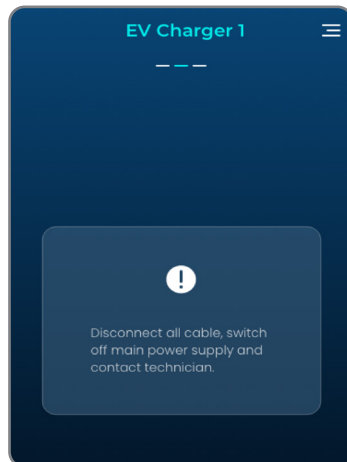 EV Charger 1
Disconnect all cable, switch
off main power supply and
contact technician.